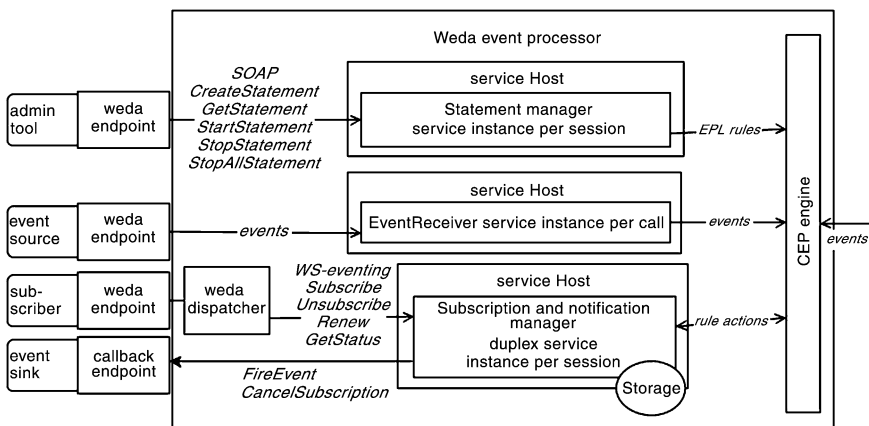 Weda event processor
admin
tool
weda
endpoint
SOAP
CreateStatement
GetStatement
StartStatement
StopStatement
StopAllStatement
service Host
Statement manager
service instance per session
EPL rules
CEP engine
event
source
weda
endpoint
events
service Host
EventReceiver service instance per call
events
events
sub-
scriber
weda
endpoint
weda
dispatcher
WS-eventing
Subscribe
Unsubscribe
Renew
GetStatus
service Host
Subscription and notification
manager
duplex service
instance per session
rule actions
Storage
event
sink
callback
endpoint
FireEvent
CancelSubscription